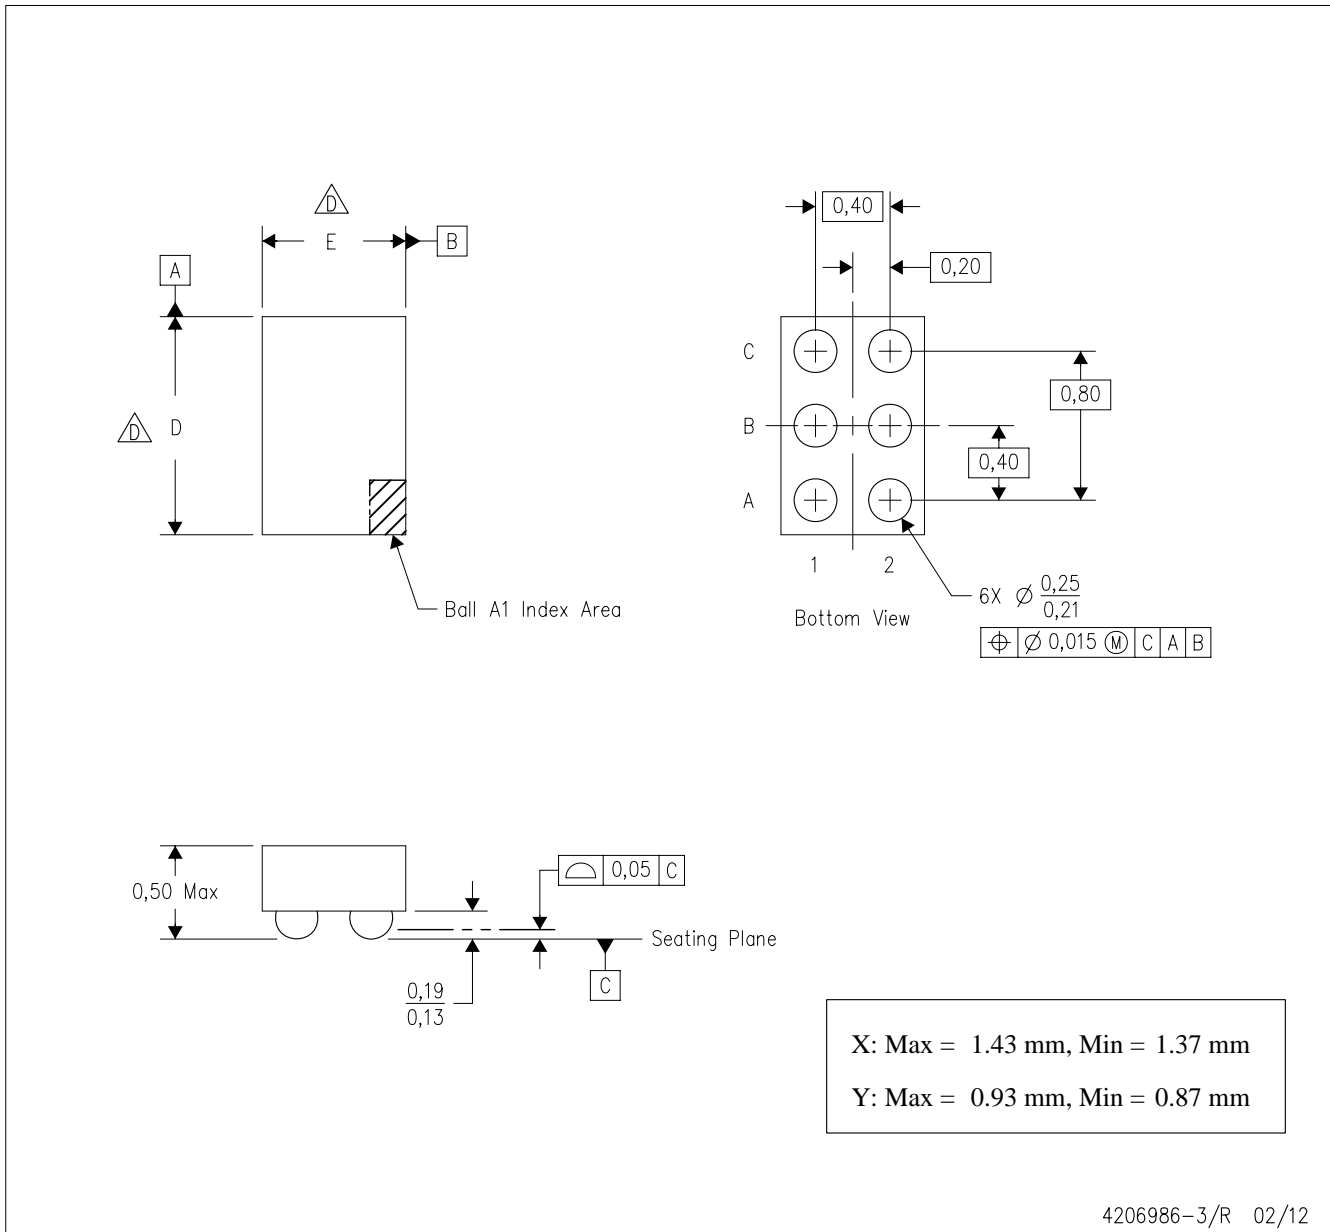 D
E
B
A
D
D
Ball A1 Index Area
0,40
0,20
C
B
A
0,80
0,40
1 2
Bottom View
6X Ø 0,25
0,21
⌖ Ø 0,015 Ⓜ C A B
0,50 Max
⌓ 0,05 C
Seating Plane
C
0,19
0,13
X: Max = 1.43 mm, Min = 1.37 mm
Y: Max = 0.93 mm, Min = 0.87 mm
4206986-3/R 02/12